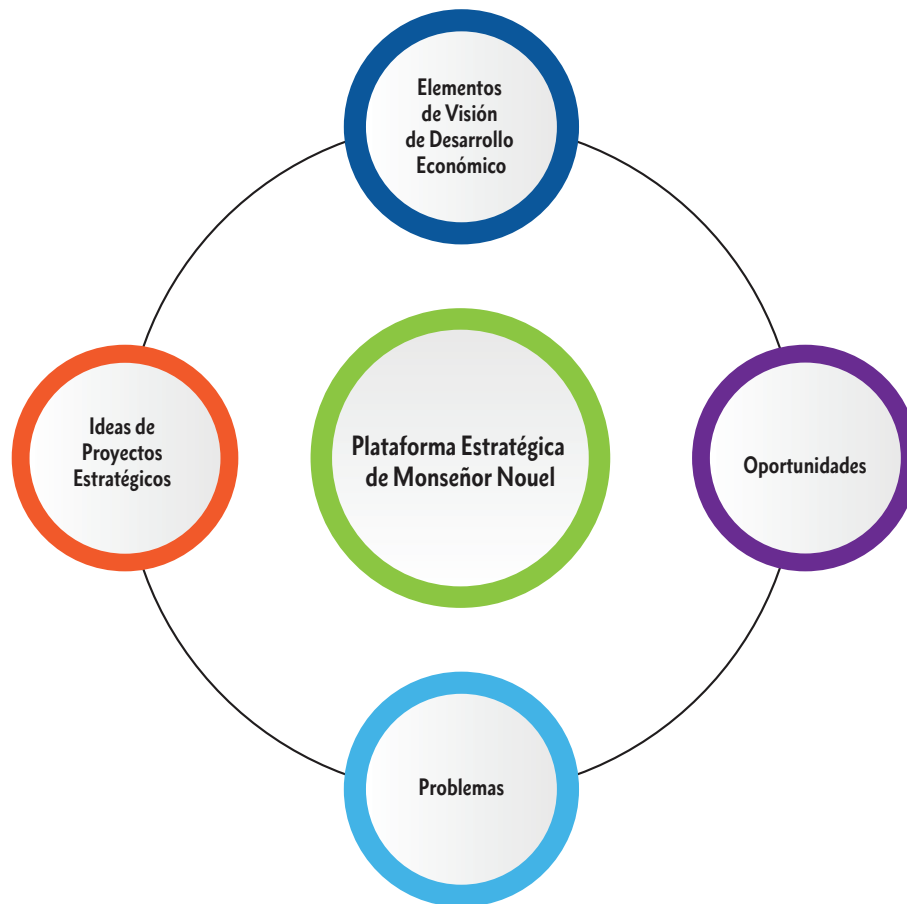 Elementos
de Visión
de Desarrollo
Económico
Ideas de
Proyectos
Estratégicos
Plataforma Estratégica
de Monseñor Nouel
Oportunidades
Problemas